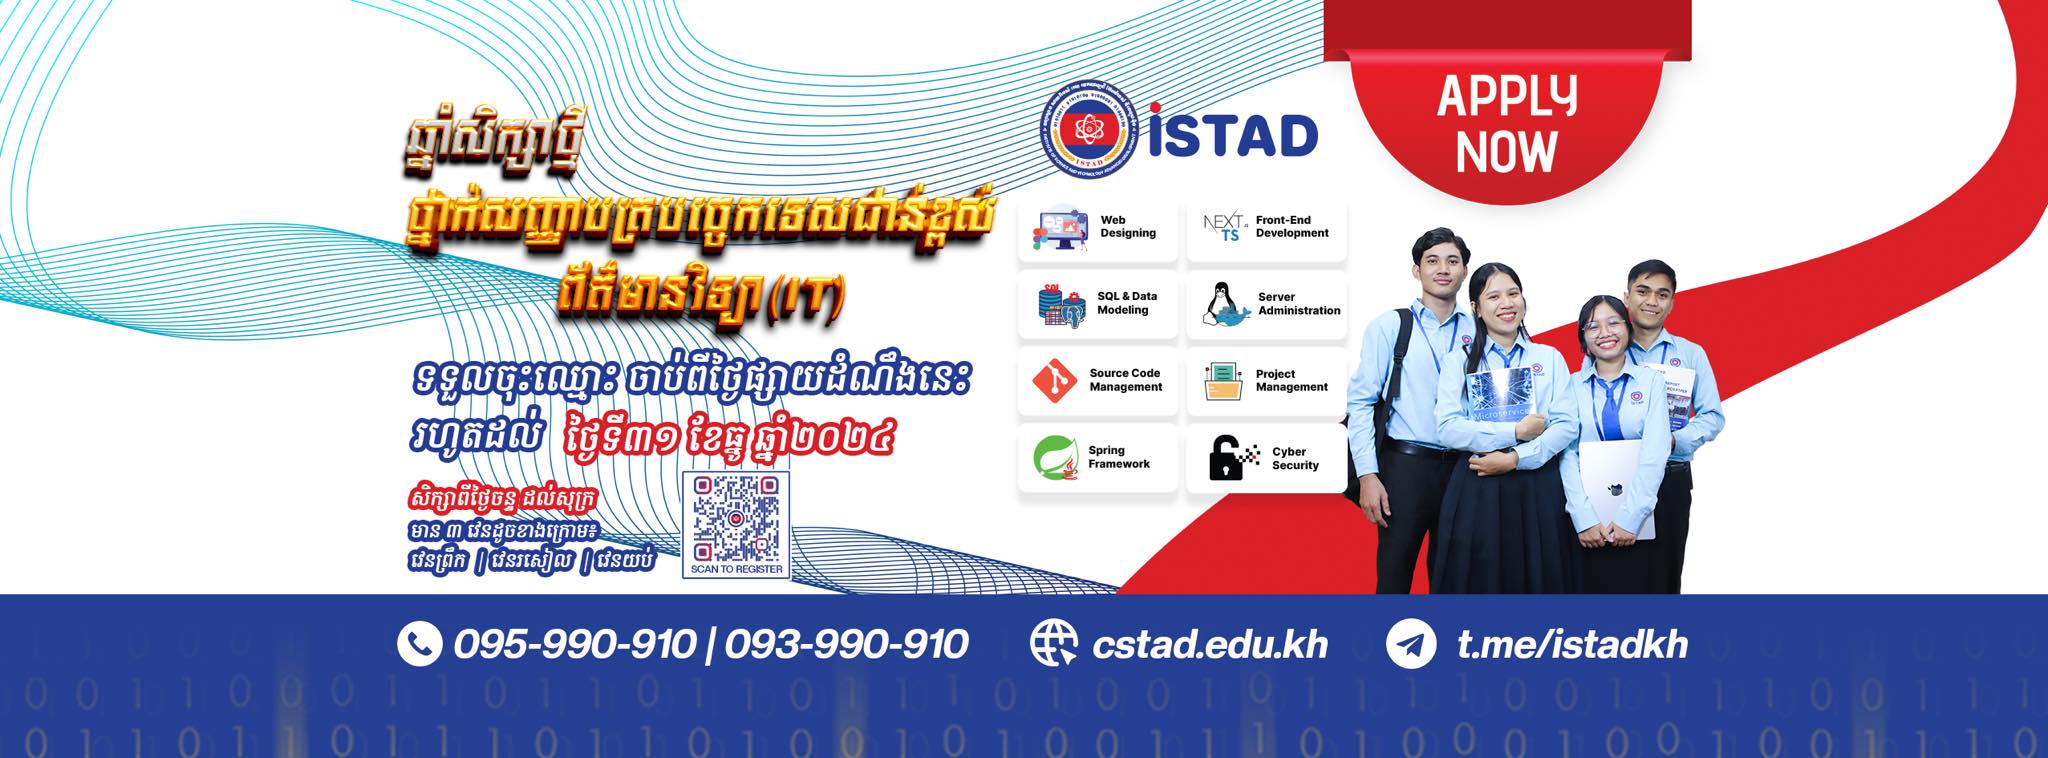 ឆ្នាំសិក្សាថ្មី
ថ្នាក់សញ្ញាបត្របច្ចេកទេសជាន់ខ្ពស់
ព័ត៌មានវិទ្យា (IT)
ទទួលចុះឈ្មោះ ចាប់ពីថ្ងៃផ្សាយដំណឹងនេះ
រហូតដល់ ថ្ងៃទី៣១ ខែធ្នូ ឆ្នាំ២០២៤
សិក្សាពីថ្ងៃចន្ទ ដល់សុក្រ
មាន ៣ វេនដូចខាងក្រោម៖
វេនព្រឹក | វេនរសៀល | វេនយប់
SCAN TO REGISTER
ISTAD
iSTAD
Web
Designing
NEXT.JS
TS
Front-End
Development
SQL
SQL & Data
Modeling
Server
Administration
Source Code
Management
Project
Management
Spring
Framework
Cyber
Security
APPLY
NOW
Microservice
095-990-910 | 093-990-910
cstad.edu.kh
t.me/istadkh